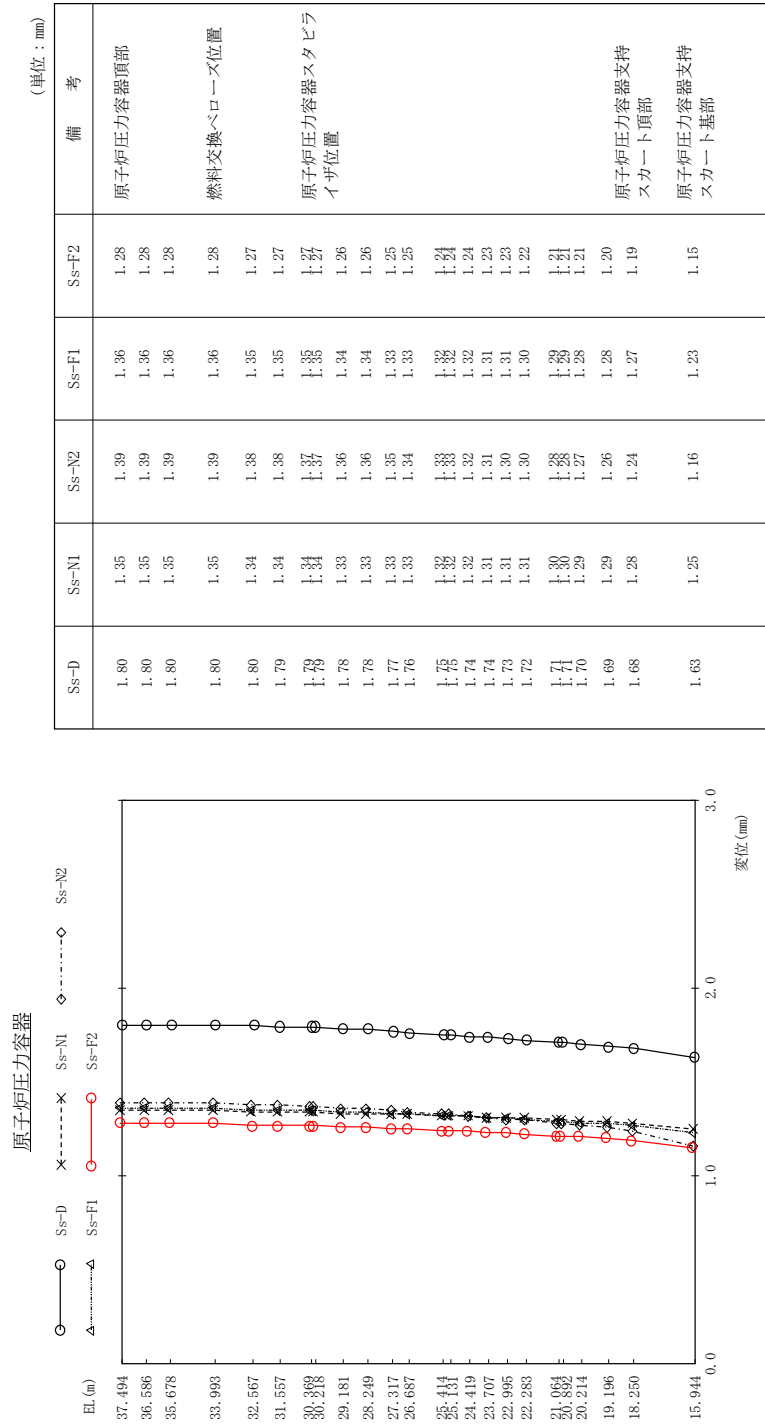 原子炉圧力容器
Ss-D Ss-N1 Ss-N2
Ss-F1 Ss-F2
EL(m)
37.494
36.586
35.678
33.993
32.567
31.557
30.369
30.218
29.181
28.249
27.317
26.687
25.414
25.131
24.419
23.707
22.995
22.283
21.064
20.892
20.214
19.196
18.250
15.944
0.0 1.0 2.0 3.0
変位(mm)
(単位:mm)
Ss-D Ss-N1 Ss-N2 Ss-F1 Ss-F2 備 考
1.80 1.35 1.39 1.36 1.28 原子炉圧力容器頂部
1.80 1.35 1.39 1.36 1.28
1.80 1.35 1.39 1.36 1.28
1.80 1.35 1.39 1.36 1.28 燃料交換ベローズ位置
1.80 1.34 1.38 1.35 1.27
1.79 1.34 1.38 1.35 1.27
1.79 1.34 1.37 1.35 1.27 原子炉圧力容器スタビラ
1.79 1.34 1.37 1.35 1.27 イザ位置
1.78 1.33 1.36 1.34 1.26
1.78 1.33 1.36 1.34 1.26
1.77 1.33 1.35 1.33 1.25
1.76 1.33 1.34 1.33 1.25
1.75 1.32 1.33 1.32 1.24
1.75 1.32 1.33 1.32 1.24
1.74 1.32 1.32 1.32 1.24
1.74 1.31 1.31 1.31 1.23
1.73 1.31 1.30 1.31 1.23
1.72 1.31 1.30 1.30 1.22
1.71 1.30 1.28 1.29 1.21
1.71 1.30 1.28 1.29 1.21
1.70 1.29 1.27 1.28 1.21
1.69 1.29 1.26 1.28 1.20 原子炉圧力容器支持
1.68 1.28 1.24 1.27 1.19 スカート頂部
原子炉圧力容器支持
1.63 1.25 1.16 1.23 1.15 スカート基部